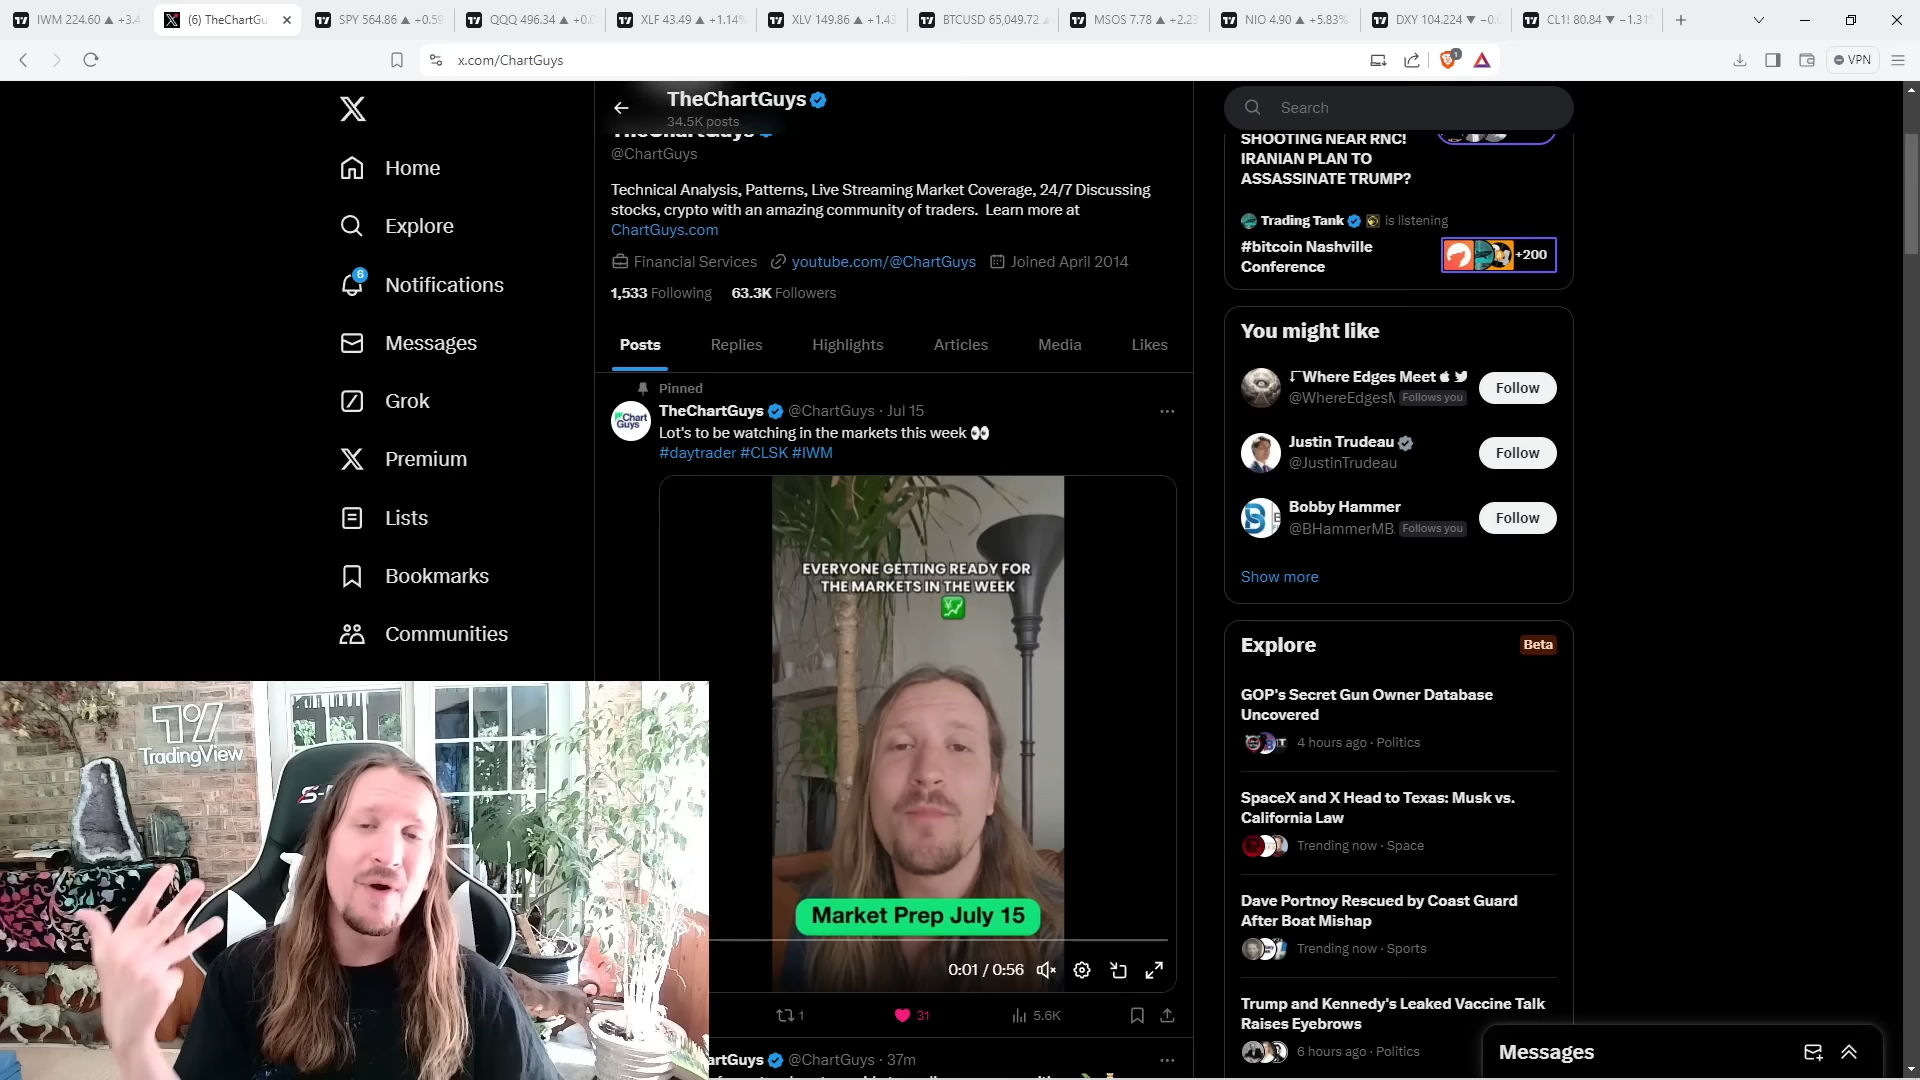 IWM 224.60 ▲ +3.4
(6) TheChartGu
SPY 564.86 ▲ +0.59
QQQ 496.34 ▲ +0.0
XLF 43.49 ▲ +1.14%
XLV 149.86 ▲ +1.43
BTCUSD 65,049.72
MSOS 7.78 ▲ +2.23
NIO 4.90 ▲ +5.83%
DXY 104.224 ▼ −0.
CL1! 80.84 ▼ −1.31
x.com/ChartGuys
1
VPN
Home
Explore
6
Notifications
Messages
Grok
Premium
Lists
Bookmarks
Communities
TheChartGuys
34.5K posts
TheChartGuys
@ChartGuys
Technical Analysis, Patterns, Live Streaming Market Coverage, 24/7 Discussing
stocks, crypto with an amazing community of traders. Learn more at
ChartGuys.com
Financial Services youtube.com/@ChartGuys Joined April 2014
1,533 Following 63.3K Followers
Posts Replies Highlights Articles Media Likes
Pinned
TheChartGuys @ChartGuys · Jul 15
Lot's to be watching in the markets this week 👀
#daytrader #CLSK #IWM
Chart
Guys
EVERYONE GETTING READY FOR
THE MARKETS IN THE WEEK
Market Prep July 15
0:01 / 0:56
1 31 5.6K
artGuys @ChartGuys · 37m
TradingView
Search
SHOOTING NEAR RNC!
IRANIAN PLAN TO
ASSASSINATE TRUMP?
Trading Tank is listening
#bitcoin Nashville
Conference
+200
You might like
Where Edges Meet
@WhereEdgesM Follows you
Follow
Justin Trudeau
@JustinTrudeau
Follow
Bobby Hammer
@BHammerMB Follows you
Follow
Show more
Explore
Beta
GOP's Secret Gun Owner Database
Uncovered
4 hours ago · Politics
SpaceX and X Head to Texas: Musk vs.
California Law
Trending now · Space
Dave Portnoy Rescued by Coast Guard
After Boat Mishap
Trending now · Sports
Trump and Kennedy's Leaked Vaccine Talk
Raises Eyebrows
6 hours ago · Politics
Messages